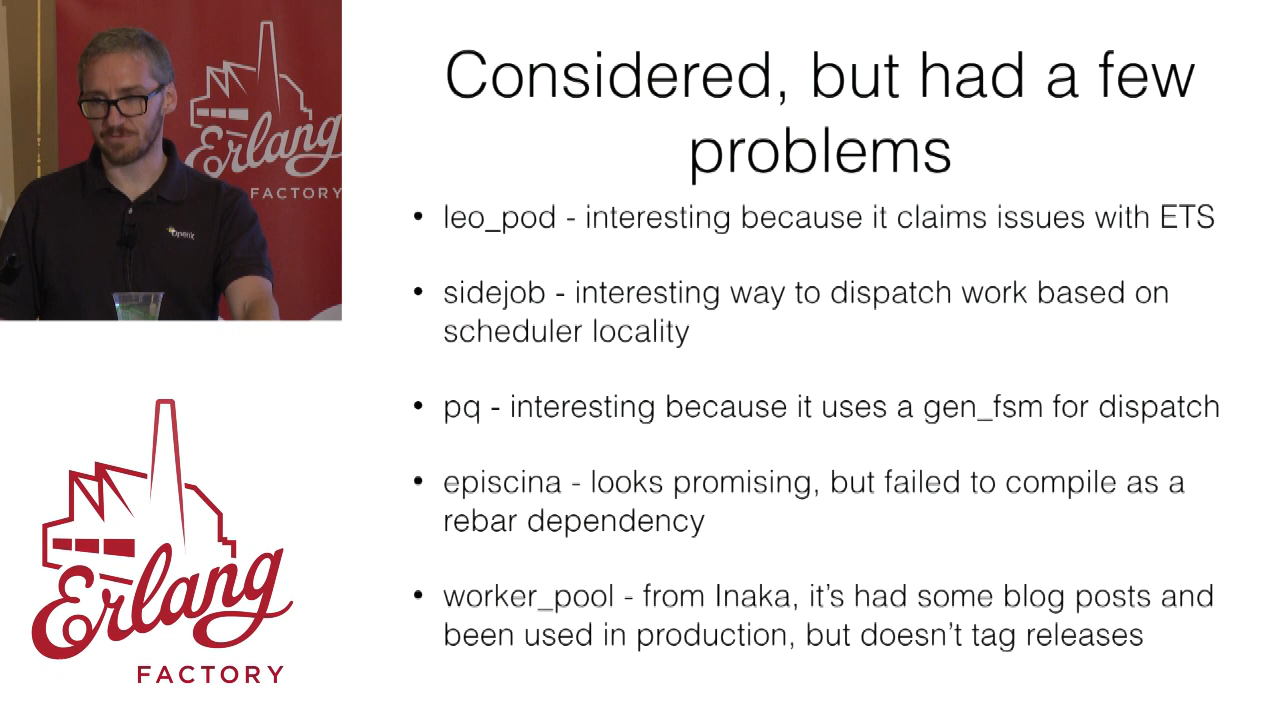 Considered, but had a few
problems
• leo_pod - interesting because it claims issues with ETS
• sidejob - interesting way to dispatch work based on
scheduler locality
• pq - interesting because it uses a gen_fsm for dispatch
• episcina - looks promising, but failed to compile as a
rebar dependency
• worker_pool - from Inaka, it's had some blog posts and
been used in production, but doesn't tag releases
Erlang
FACTORY
Erlang
FACTORY